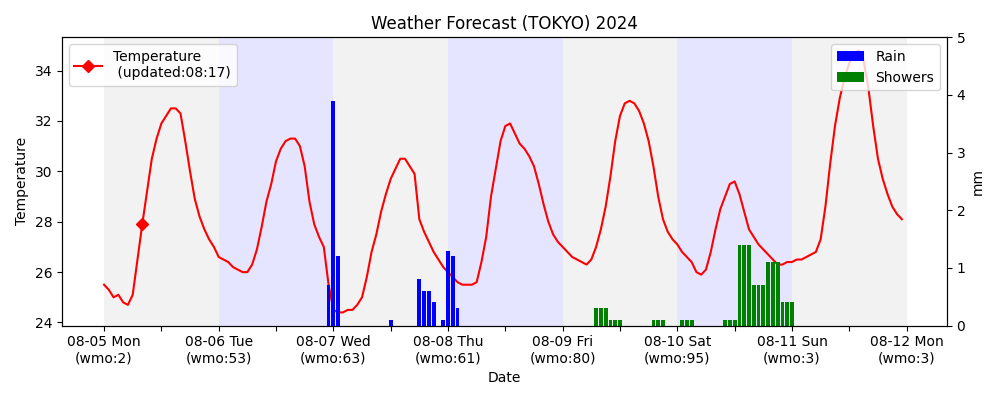 Weather Forecast (TOKYO) 2024
Temperature
(updated:08:17)
Rain
Showers
34
32
30
28
26
24
Temperature
5
4
3
2
1
0
mm
08-05 Mon
(wmo:2)
08-06 Tue
(wmo:53)
08-07 Wed
(wmo:63)
08-08 Thu
(wmo:61)
08-09 Fri
(wmo:80)
08-10 Sat
(wmo:95)
08-11 Sun
(wmo:3)
08-12 Mon
(wmo:3)
Date